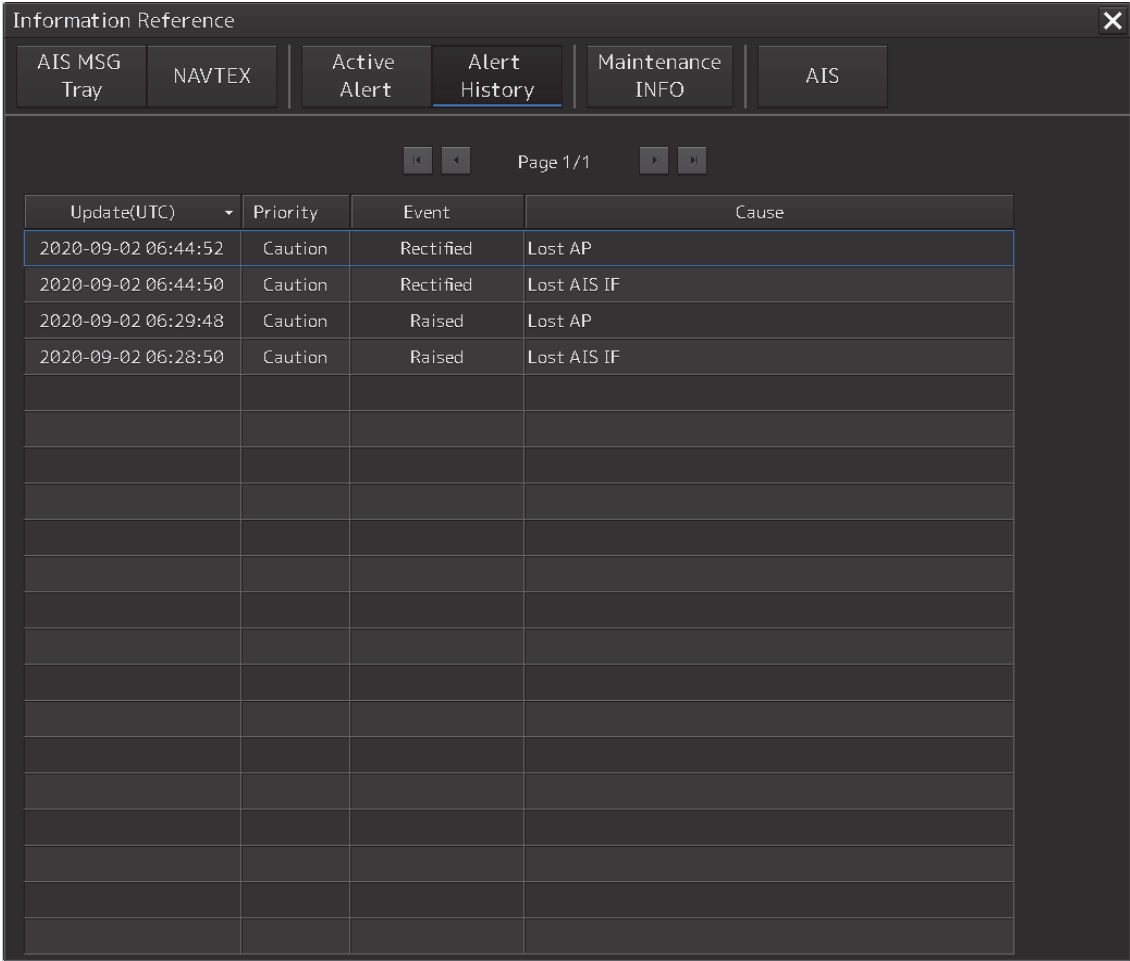 Information Reference
AIS MSG Tray NAVTEX Active Alert Alert History Maintenance INFO AIS
Page 1/1
Update(UTC) Priority Event Cause
2020-09-02 06:44:52 Caution Rectified Lost AP
2020-09-02 06:44:50 Caution Rectified Lost AIS IF
2020-09-02 06:29:48 Caution Raised Lost AP
2020-09-02 06:28:50 Caution Raised Lost AIS IF